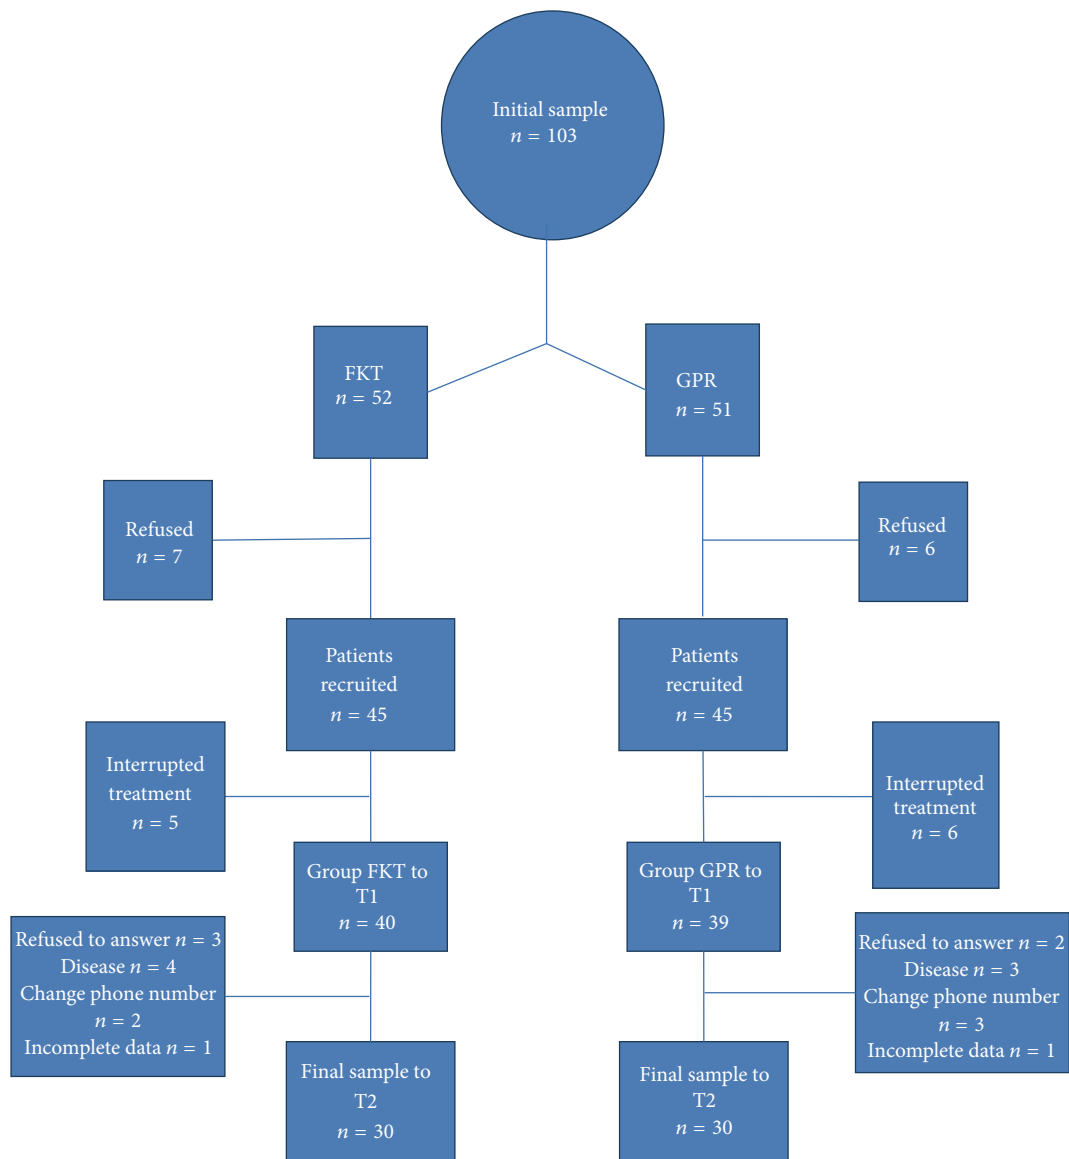 Initial sample
n = 103
FKT
n = 52
GPR
n = 51
Refused
n = 7
Refused
n = 6
Patients
recruited
n = 45
Patients
recruited
n = 45
Interrupted
treatment
n = 5
Interrupted
treatment
n = 6
Group FKT to
T1
n = 40
Group GPR to
T1
n = 39
Refused to answer n = 3
Disease n = 4
Change phone number
n = 2
Incomplete data n = 1
Refused to answer n = 2
Disease n = 3
Change phone number
n = 3
Incomplete data n = 1
Final sample to
T2
n = 30
Final sample to
T2
n = 30